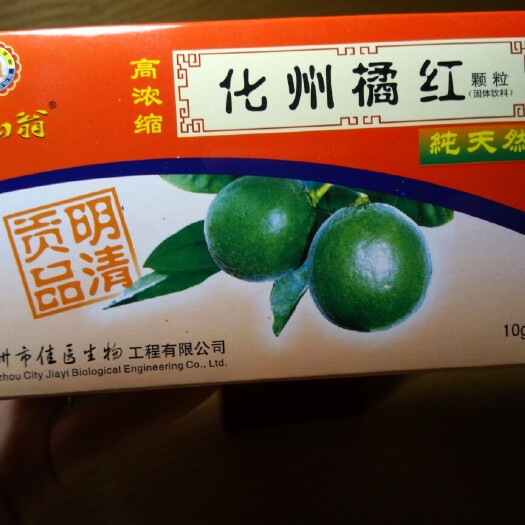 高浓缩
化州橘红 颗粒
(固体饮料)
翁®
純天然
明清
贡品
州市佳医生物工程有限公司
zhou City Jiayi Biological Engineering Co., Ltd.
10g